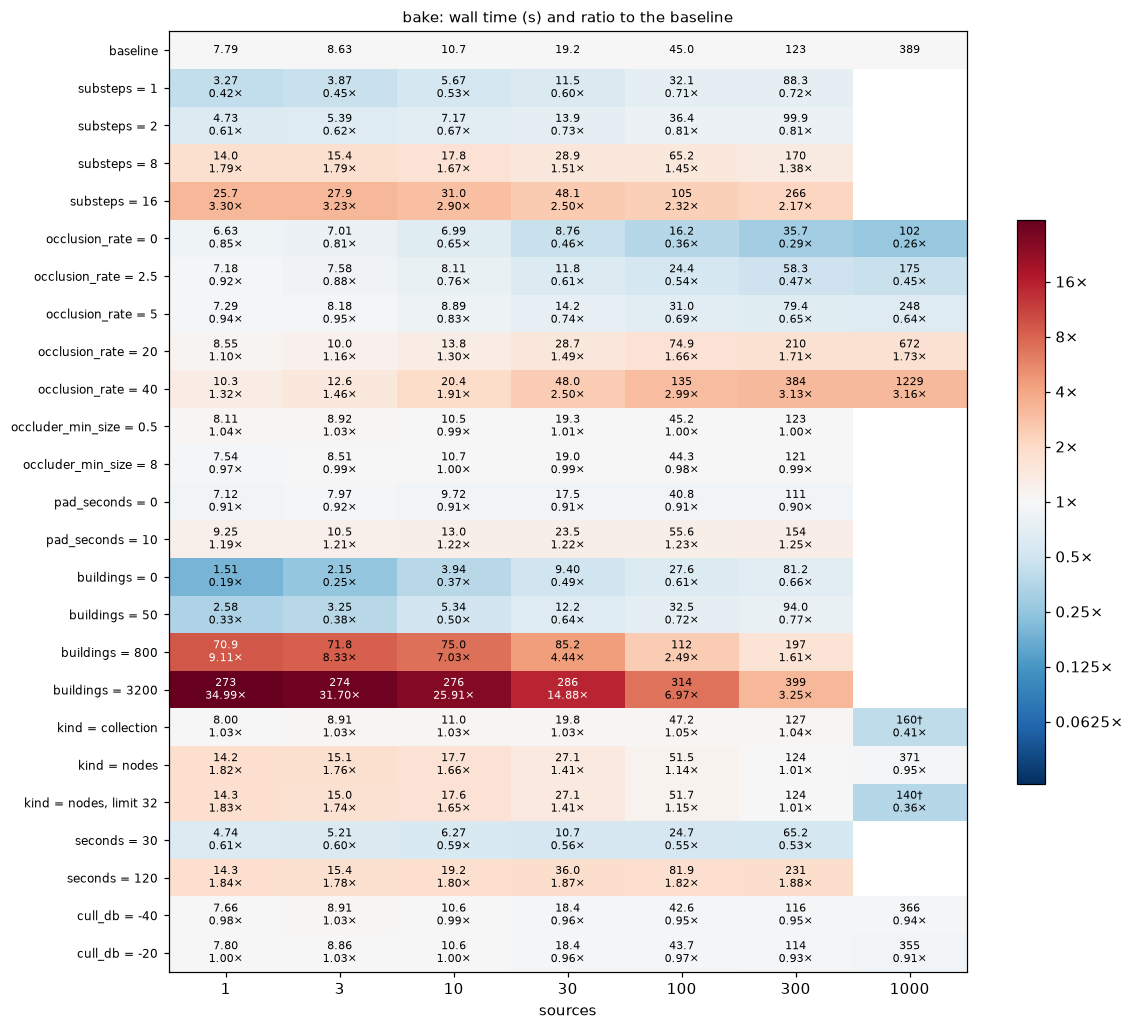 bake: wall time (s) and ratio to the baseline
baseline 7.79 8.63 10.7 19.2 45.0 123 389
3.27 3.87 5.67 11.5 32.1 88.3
substeps = 1
0.42× 0.45× 0.53× 0.60× 0.71× 0.72×
4.73 5.39 7.17 13.9 36.4 99.9
substeps = 2
0.61× 0.62× 0.67× 0.73× 0.81× 0.81×
14.0 15.4 17.8 28.9 65.2 170
substeps = 8
1.79× 1.79× 1.67× 1.51× 1.45× 1.38×
25.7 27.9 31.0 48.1 105 266
substeps = 16
3.30× 3.23× 2.90× 2.50× 2.32× 2.17×
6.63 7.01 6.99 8.76 16.2 35.7 102
occlusion_rate = 0
0.85× 0.81× 0.65× 0.46× 0.36× 0.29× 0.26×
7.18 7.58 8.11 11.8 24.4 58.3 175
occlusion_rate = 2.5
0.92× 0.88× 0.76× 0.61× 0.54× 0.47× 0.45×
7.29 8.18 8.89 14.2 31.0 79.4 248
occlusion_rate = 5
0.94× 0.95× 0.83× 0.74× 0.69× 0.65× 0.64×
8.55 10.0 13.8 28.7 74.9 210 672
occlusion_rate = 20
1.10× 1.16× 1.30× 1.49× 1.66× 1.71× 1.73×
10.3 12.6 20.4 48.0 135 384 1229
occlusion_rate = 40
1.32× 1.46× 1.91× 2.50× 2.99× 3.13× 3.16×
8.11 8.92 10.5 19.3 45.2 123
occluder_min_size = 0.5
1.04× 1.03× 0.99× 1.01× 1.00× 1.00×
7.54 8.51 10.7 19.0 44.3 121
occluder_min_size = 8
0.97× 0.99× 1.00× 0.99× 0.98× 0.99×
7.12 7.97 9.72 17.5 40.8 111
pad_seconds = 0
0.91× 0.92× 0.91× 0.91× 0.91× 0.90×
9.25 10.5 13.0 23.5 55.6 154
pad_seconds = 10
1.19× 1.21× 1.22× 1.22× 1.23× 1.25×
1.51 2.15 3.94 9.40 27.6 81.2
buildings = 0
0.19× 0.25× 0.37× 0.49× 0.61× 0.66×
2.58 3.25 5.34 12.2 32.5 94.0
buildings = 50
0.33× 0.38× 0.50× 0.64× 0.72× 0.77×
70.9 71.8 75.0 85.2 112 197
buildings = 800
9.11× 8.33× 7.03× 4.44× 2.49× 1.61×
273 274 276 286 314 399
buildings = 3200
34.99× 31.70× 25.91× 14.88× 6.97× 3.25×
8.00 8.91 11.0 19.8 47.2 127 160†
kind = collection
1.03× 1.03× 1.03× 1.03× 1.05× 1.04× 0.41×
14.2 15.1 17.7 27.1 51.5 124 371
kind = nodes
1.82× 1.76× 1.66× 1.41× 1.14× 1.01× 0.95×
14.3 15.0 17.6 27.1 51.7 124 140†
kind = nodes, limit 32
1.83× 1.74× 1.65× 1.41× 1.15× 1.01× 0.36×
4.74 5.21 6.27 10.7 24.7 65.2
seconds = 30
0.61× 0.60× 0.59× 0.56× 0.55× 0.53×
14.3 15.4 19.2 36.0 81.9 231
seconds = 120
1.84× 1.78× 1.80× 1.87× 1.82× 1.88×
7.66 8.91 10.6 18.4 42.6 116 366
cull_db = -40
0.98× 1.03× 0.99× 0.96× 0.95× 0.95× 0.94×
7.80 8.86 10.6 18.4 43.7 114 355
cull_db = -20
1.00× 1.03× 1.00× 0.96× 0.97× 0.93× 0.91×
1 3 10 30 100 300 1000
sources
16×
8×
4×
2×
1×
0.5×
0.25×
0.125×
0.0625×